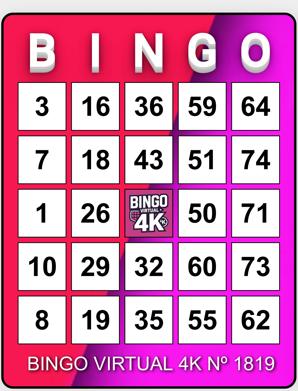 B I N G O
3 16 36 59 64
7 18 43 51 74
1 26 BINGO VIRTUAL 4K 50 71
10 29 32 60 73
8 19 35 55 62
BINGO VIRTUAL 4K Nº 1819